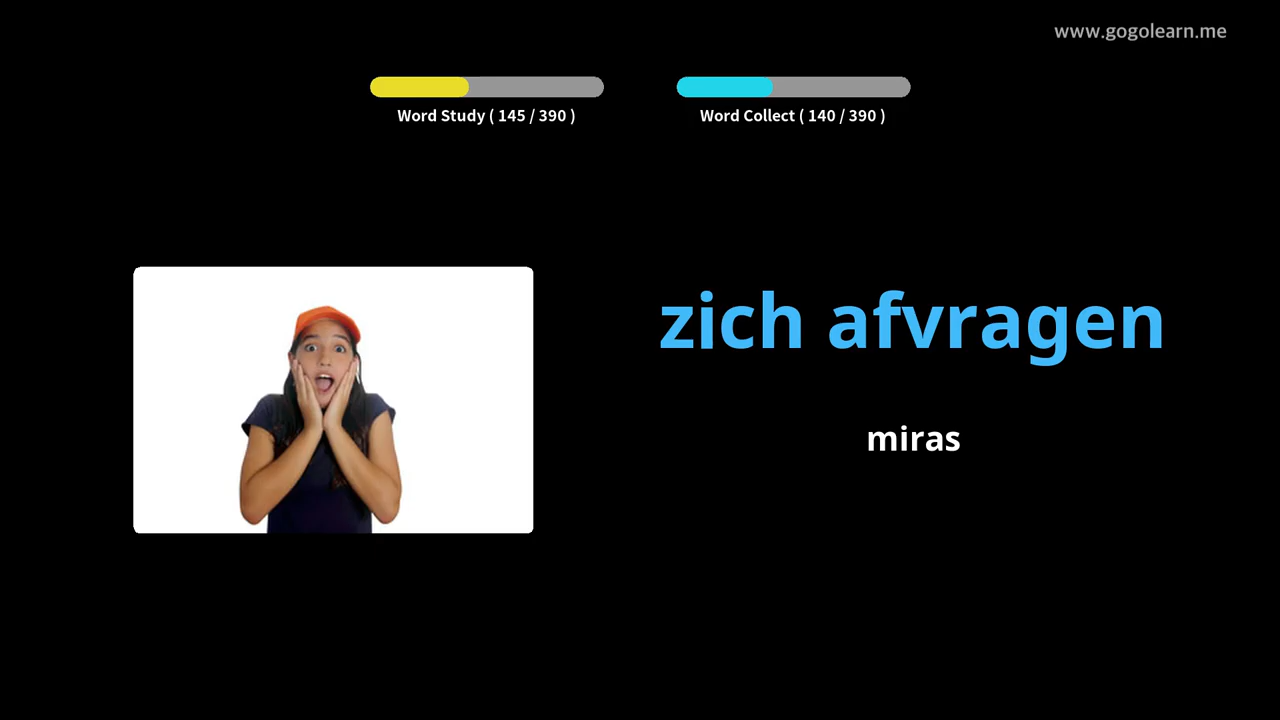 www.gogolearn.me
Word Study ( 145 / 390 )
Word Collect ( 140 / 390 )
zich afvragen
miras